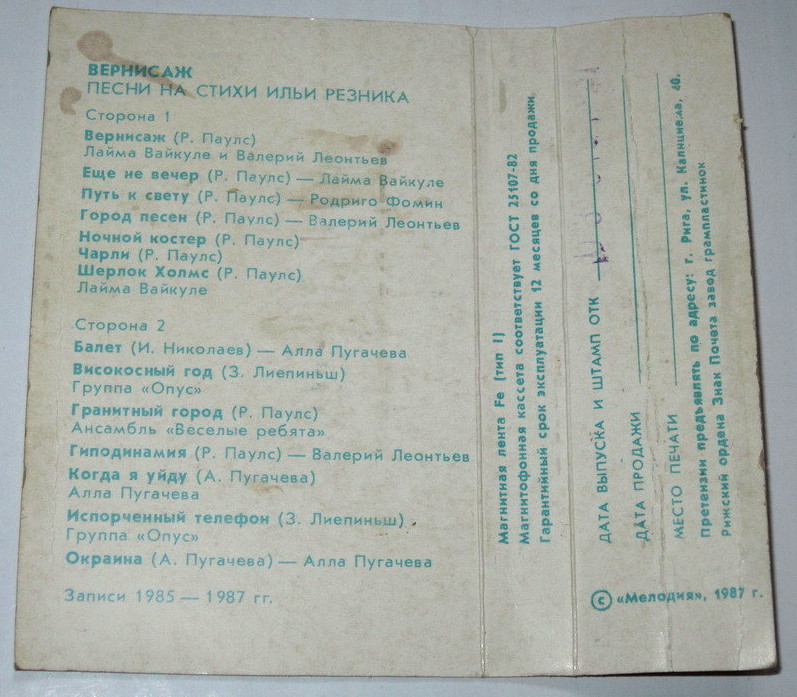 ВЕРНИСАЖ
ПЕСНИ НА СТИХИ ИЛЬИ РЕЗНИКА
Сторона 1
Вернисаж (Р. Паулс)
Лайма Вайкуле и Валерий Леонтьев
Еще не вечер (Р. Паулс) — Лайма Вайкуле
Путь к свету (Р. Паулс) — Родриго Фомин
Город песен (Р. Паулс) — Валерий Леонтьев
Ночной костер (Р. Паулс)
Чарли (Р. Паулс)
Шерлок Холмс (Р. Паулс)
Лайма Вайкуле
Сторона 2
Балет (И. Николаев) — Алла Пугачева
Високосный год (З. Лиепиньш)
Группа «Опус»
Гранитный город (Р. Паулс)
Ансамбль «Веселые ребята»
Гиподинамия (Р. Паулс) — Валерий Леонтьев
Когда я уйду (А. Пугачева)
Алла Пугачева
Испорченный телефон (З. Лиепиньш)
Группа «Опус»
Окраина (А. Пугачева) — Алла Пугачева
Записи 1985 — 1987 гг.
Магнитная лента Fe (тип I)
Магнитофонная кассета соответствует ГОСТ 25107-82
Гарантийный срок эксплуатации 12 месяцев со дня продажи.
ДАТА ВЫПУСКА И ШТАМП ОТК
ДАТА ПРОДАЖИ
МЕСТО ПЕЧАТИ
Претензии предъявлять по адресу: г. Рига, ул. Капнциема, 40.
Рижский ордена Знак Почета завод грампластинок
© «Мелодия», 1987 г.